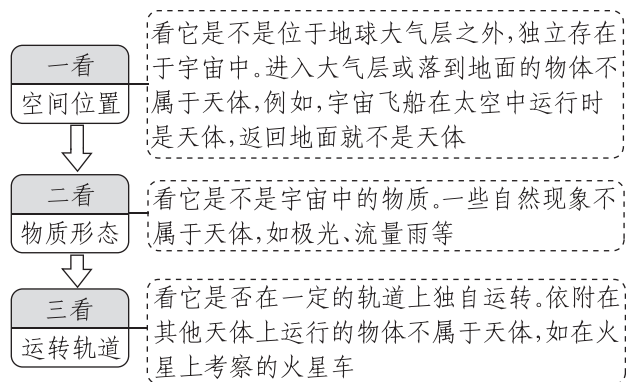 一看
空间位置
看它是不是位于地球大气层之外,独立存在
于宇宙中。进入大气层或落到地面的物体不
属于天体,例如,宇宙飞船在太空中运行时
是天体,返回地面就不是天体
二看
物质形态
看它是不是宇宙中的物质。一些自然现象不
属于天体,如极光、流量雨等
三看
运转轨道
看它是否在一定的轨道上独自运转。依附在
其他天体上运行的物体不属于天体,如在火
星上考察的火星车